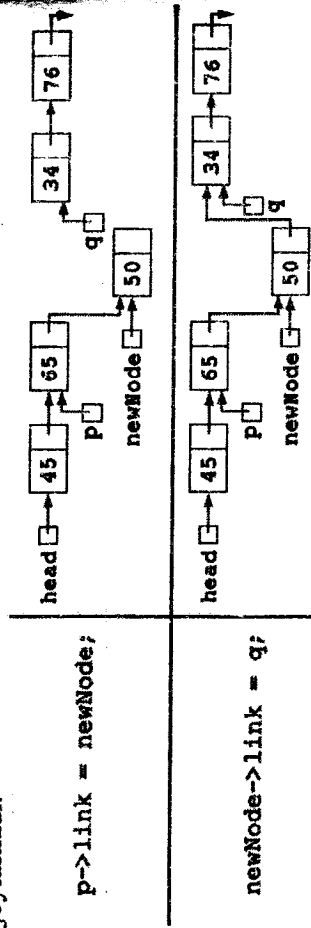 p->link = newNode;
head 45 65 34 76
p q
newNode 50
newNode->link = q;
head 45 65 34 76
p q
newNode 50